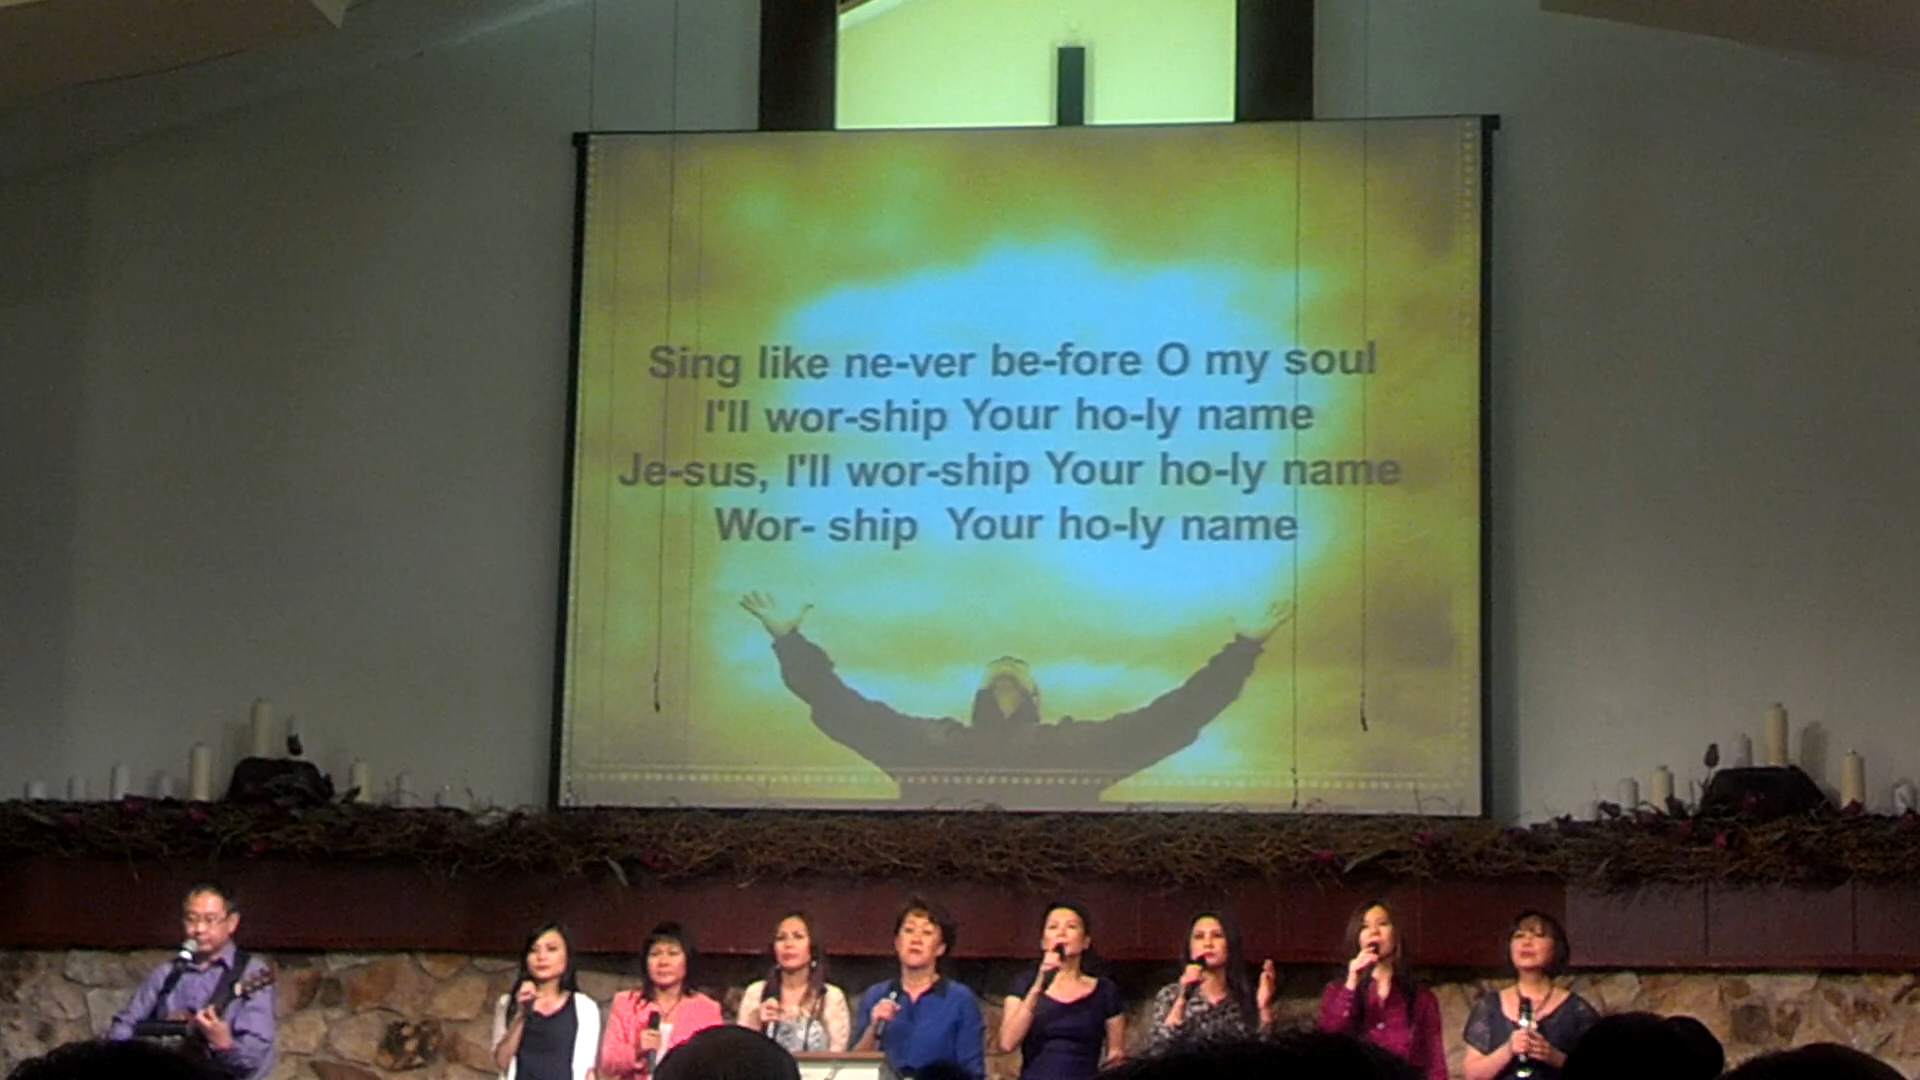 Sing like ne-ver be-fore O my soul
I'll wor-ship Your ho-ly name
Je-sus, I'll wor-ship Your ho-ly name
Wor- ship Your ho-ly name